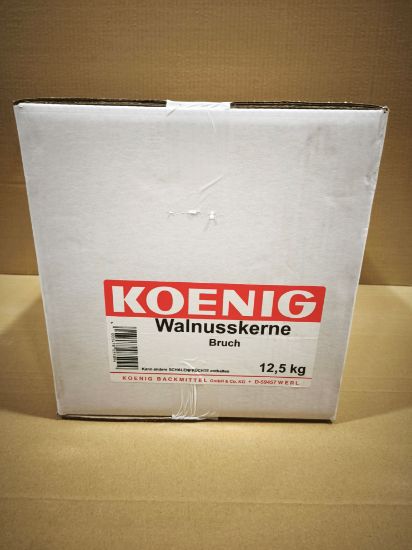 KOENIG
Walnusskerne
Bruch
12,5 kg
Kann andere SCHALENFRÜCHTE enthalten
KOENIG BACKMITTEL GmbH & Co. KG • D-59457 WERL